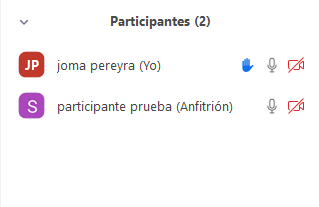 Participantes (2)
JP joma pereyra (Yo)
S participante prueba (Anfitrión)